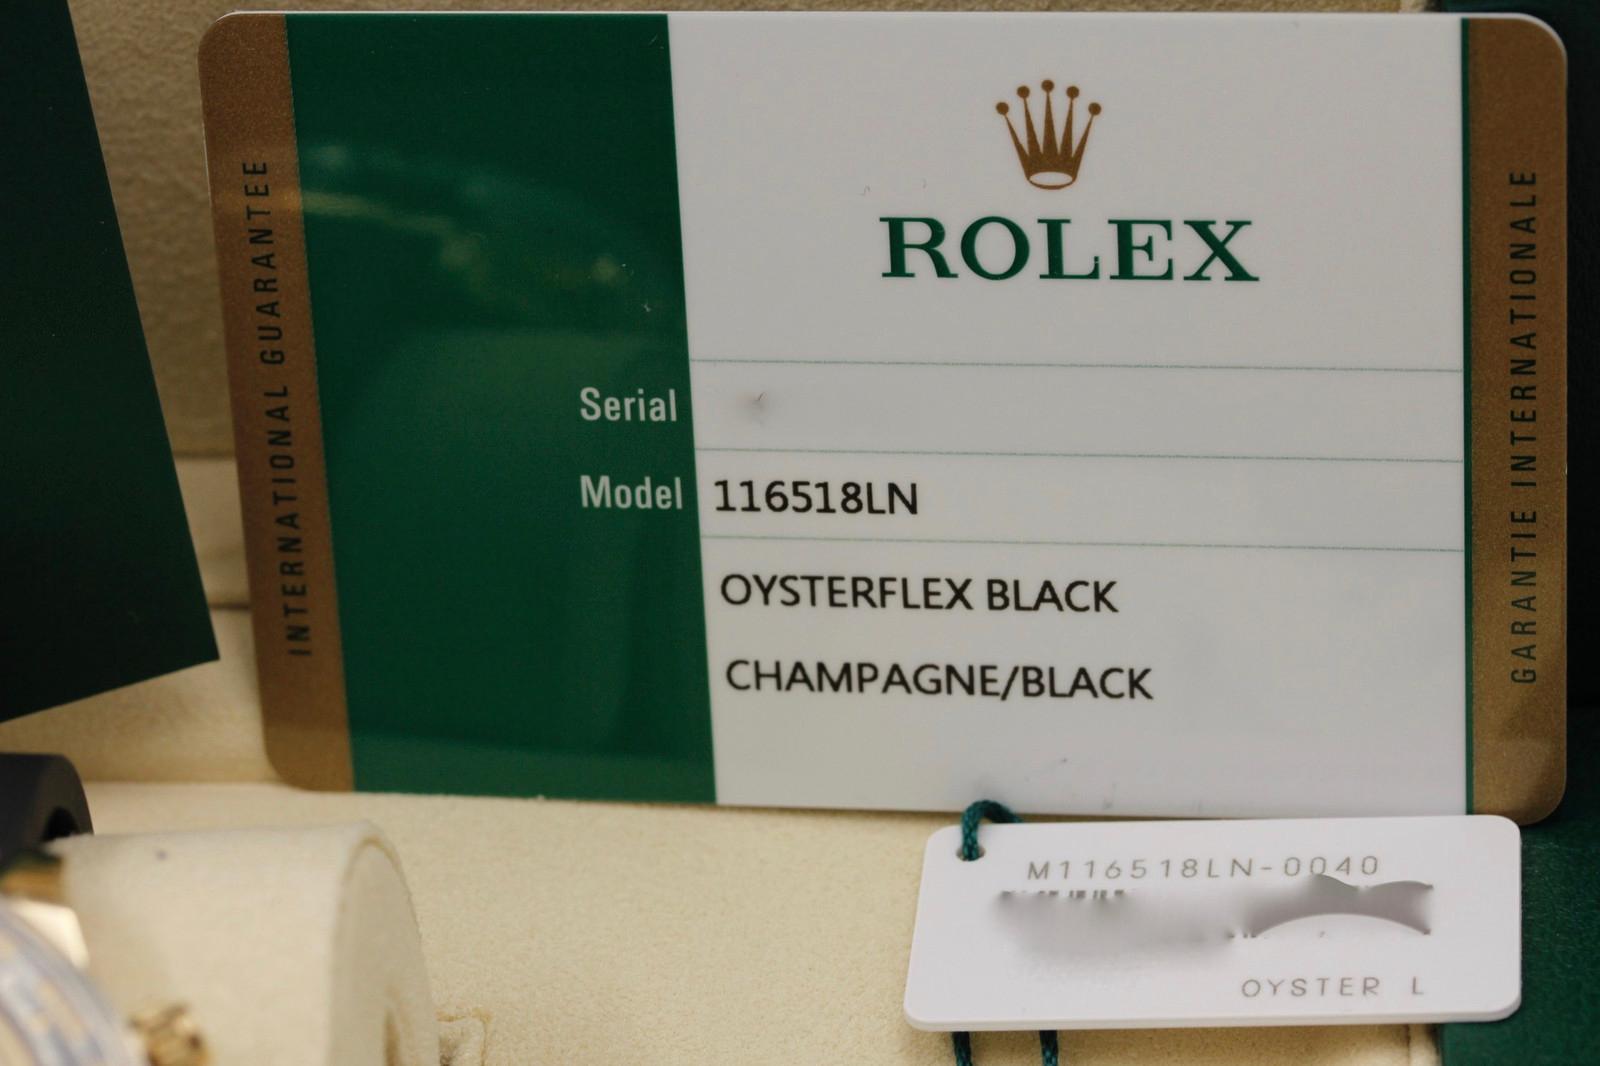 INTERNATIONAL GUARANTEE
ROLEX
Serial
Model 116518LN
OYSTERFLEX BLACK
CHAMPAGNE/BLACK
GARANTIE INTERNATIONALE
M116518LN-0040
OYSTER L